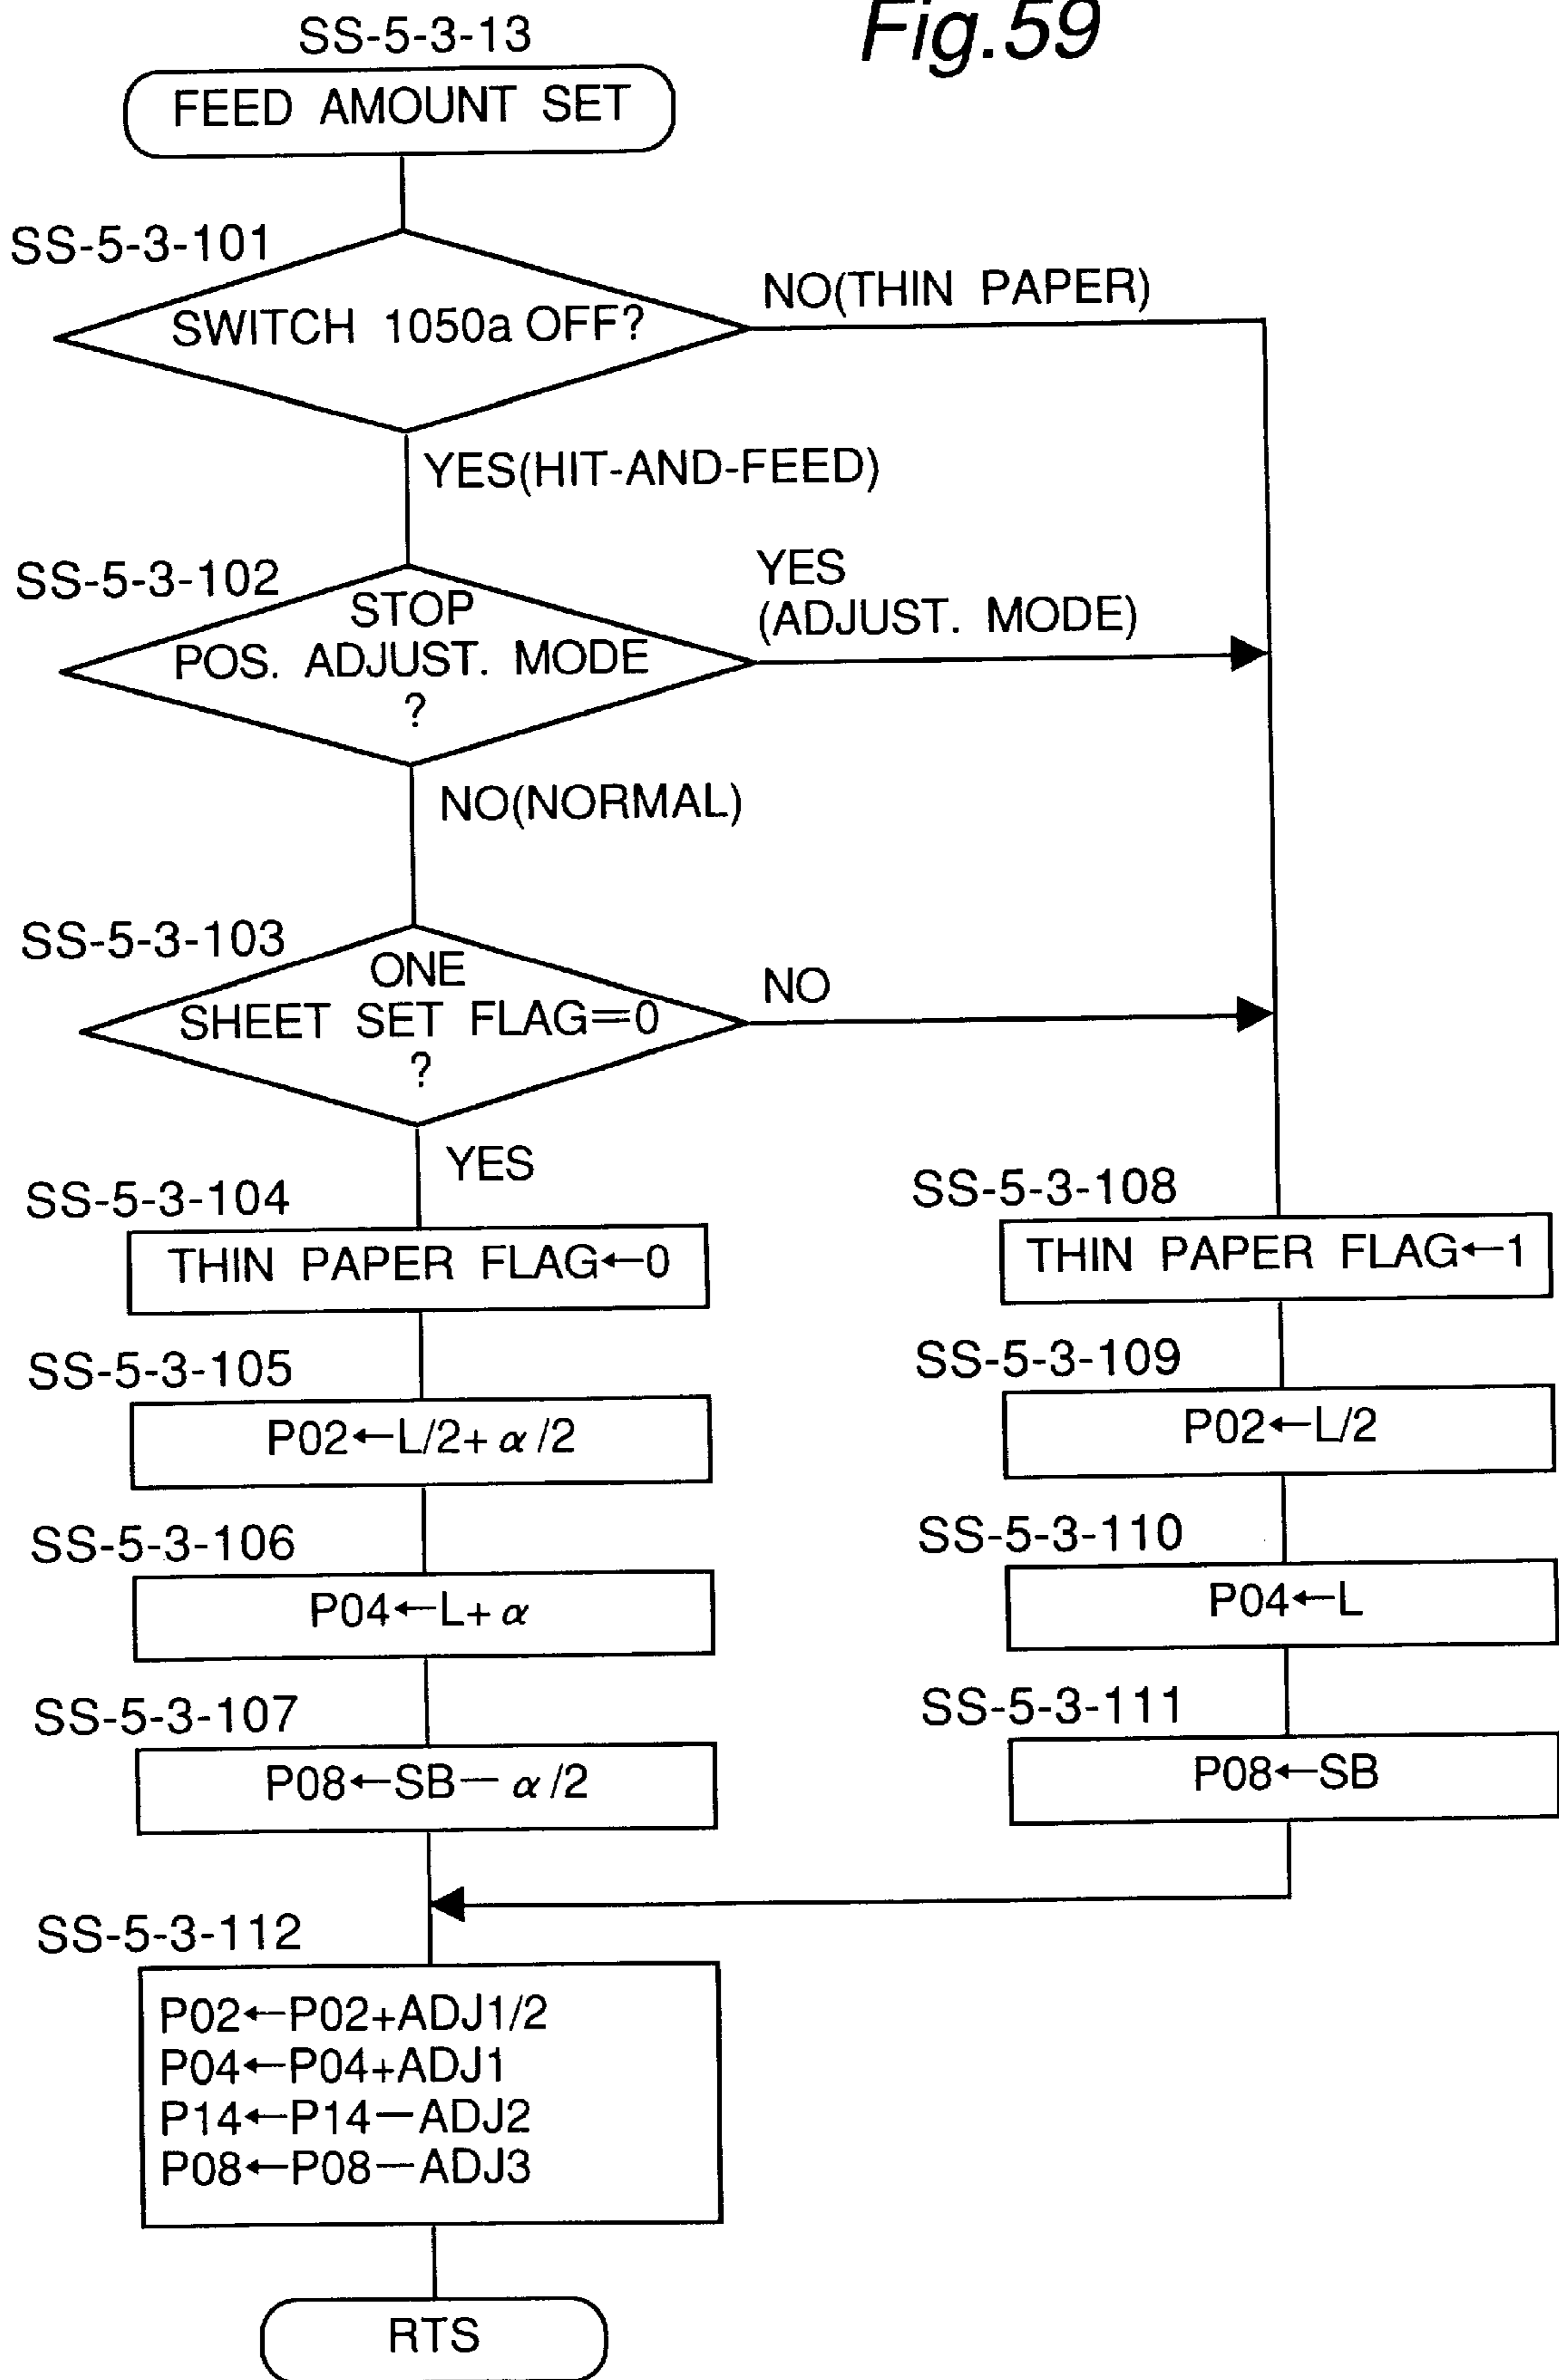 Fig.59
SS-5-3-13
FEED AMOUNT SET
SS-5-3-101
SWITCH 1050a OFF?
NO(THIN PAPER)
YES(HIT-AND-FEED)
SS-5-3-102
STOP
POS. ADJUST. MODE
?
YES
(ADJUST. MODE)
NO(NORMAL)
SS-5-3-103
ONE
SHEET SET FLAG=0
?
NO
YES
SS-5-3-104
THIN PAPER FLAG←0
SS-5-3-105
P02←L/2+α/2
SS-5-3-106
P04←L+α
SS-5-3-107
P08←SB−α/2
SS-5-3-108
THIN PAPER FLAG←1
SS-5-3-109
P02←L/2
SS-5-3-110
P04←L
SS-5-3-111
P08←SB
SS-5-3-112
P02←P02+ADJ1/2
P04←P04+ADJ1
P14←P14−ADJ2
P08←P08−ADJ3
RTS